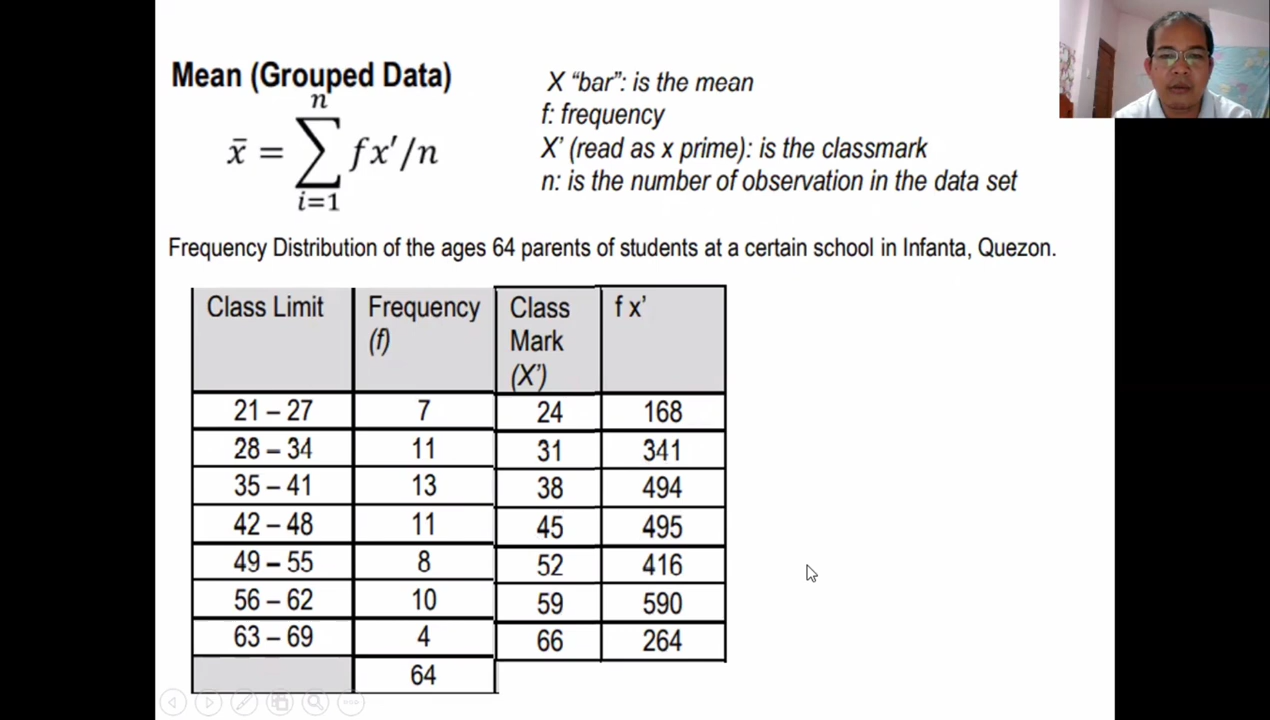 Mean (Grouped Data)
n
x̄ = ∑ fx′/n
i=1
X “bar”: is the mean
f: frequency
X’ (read as x prime): is the classmark
n: is the number of observation in the data set
Frequency Distribution of the ages 64 parents of students at a certain school in Infanta, Quezon.
Class Limit Frequency (f) Class Mark (X’) f x’
21 – 27 7 24 168
28 – 34 11 31 341
35 – 41 13 38 494
42 – 48 11 45 495
49 – 55 8 52 416
56 – 62 10 59 590
63 – 69 4 66 264
64